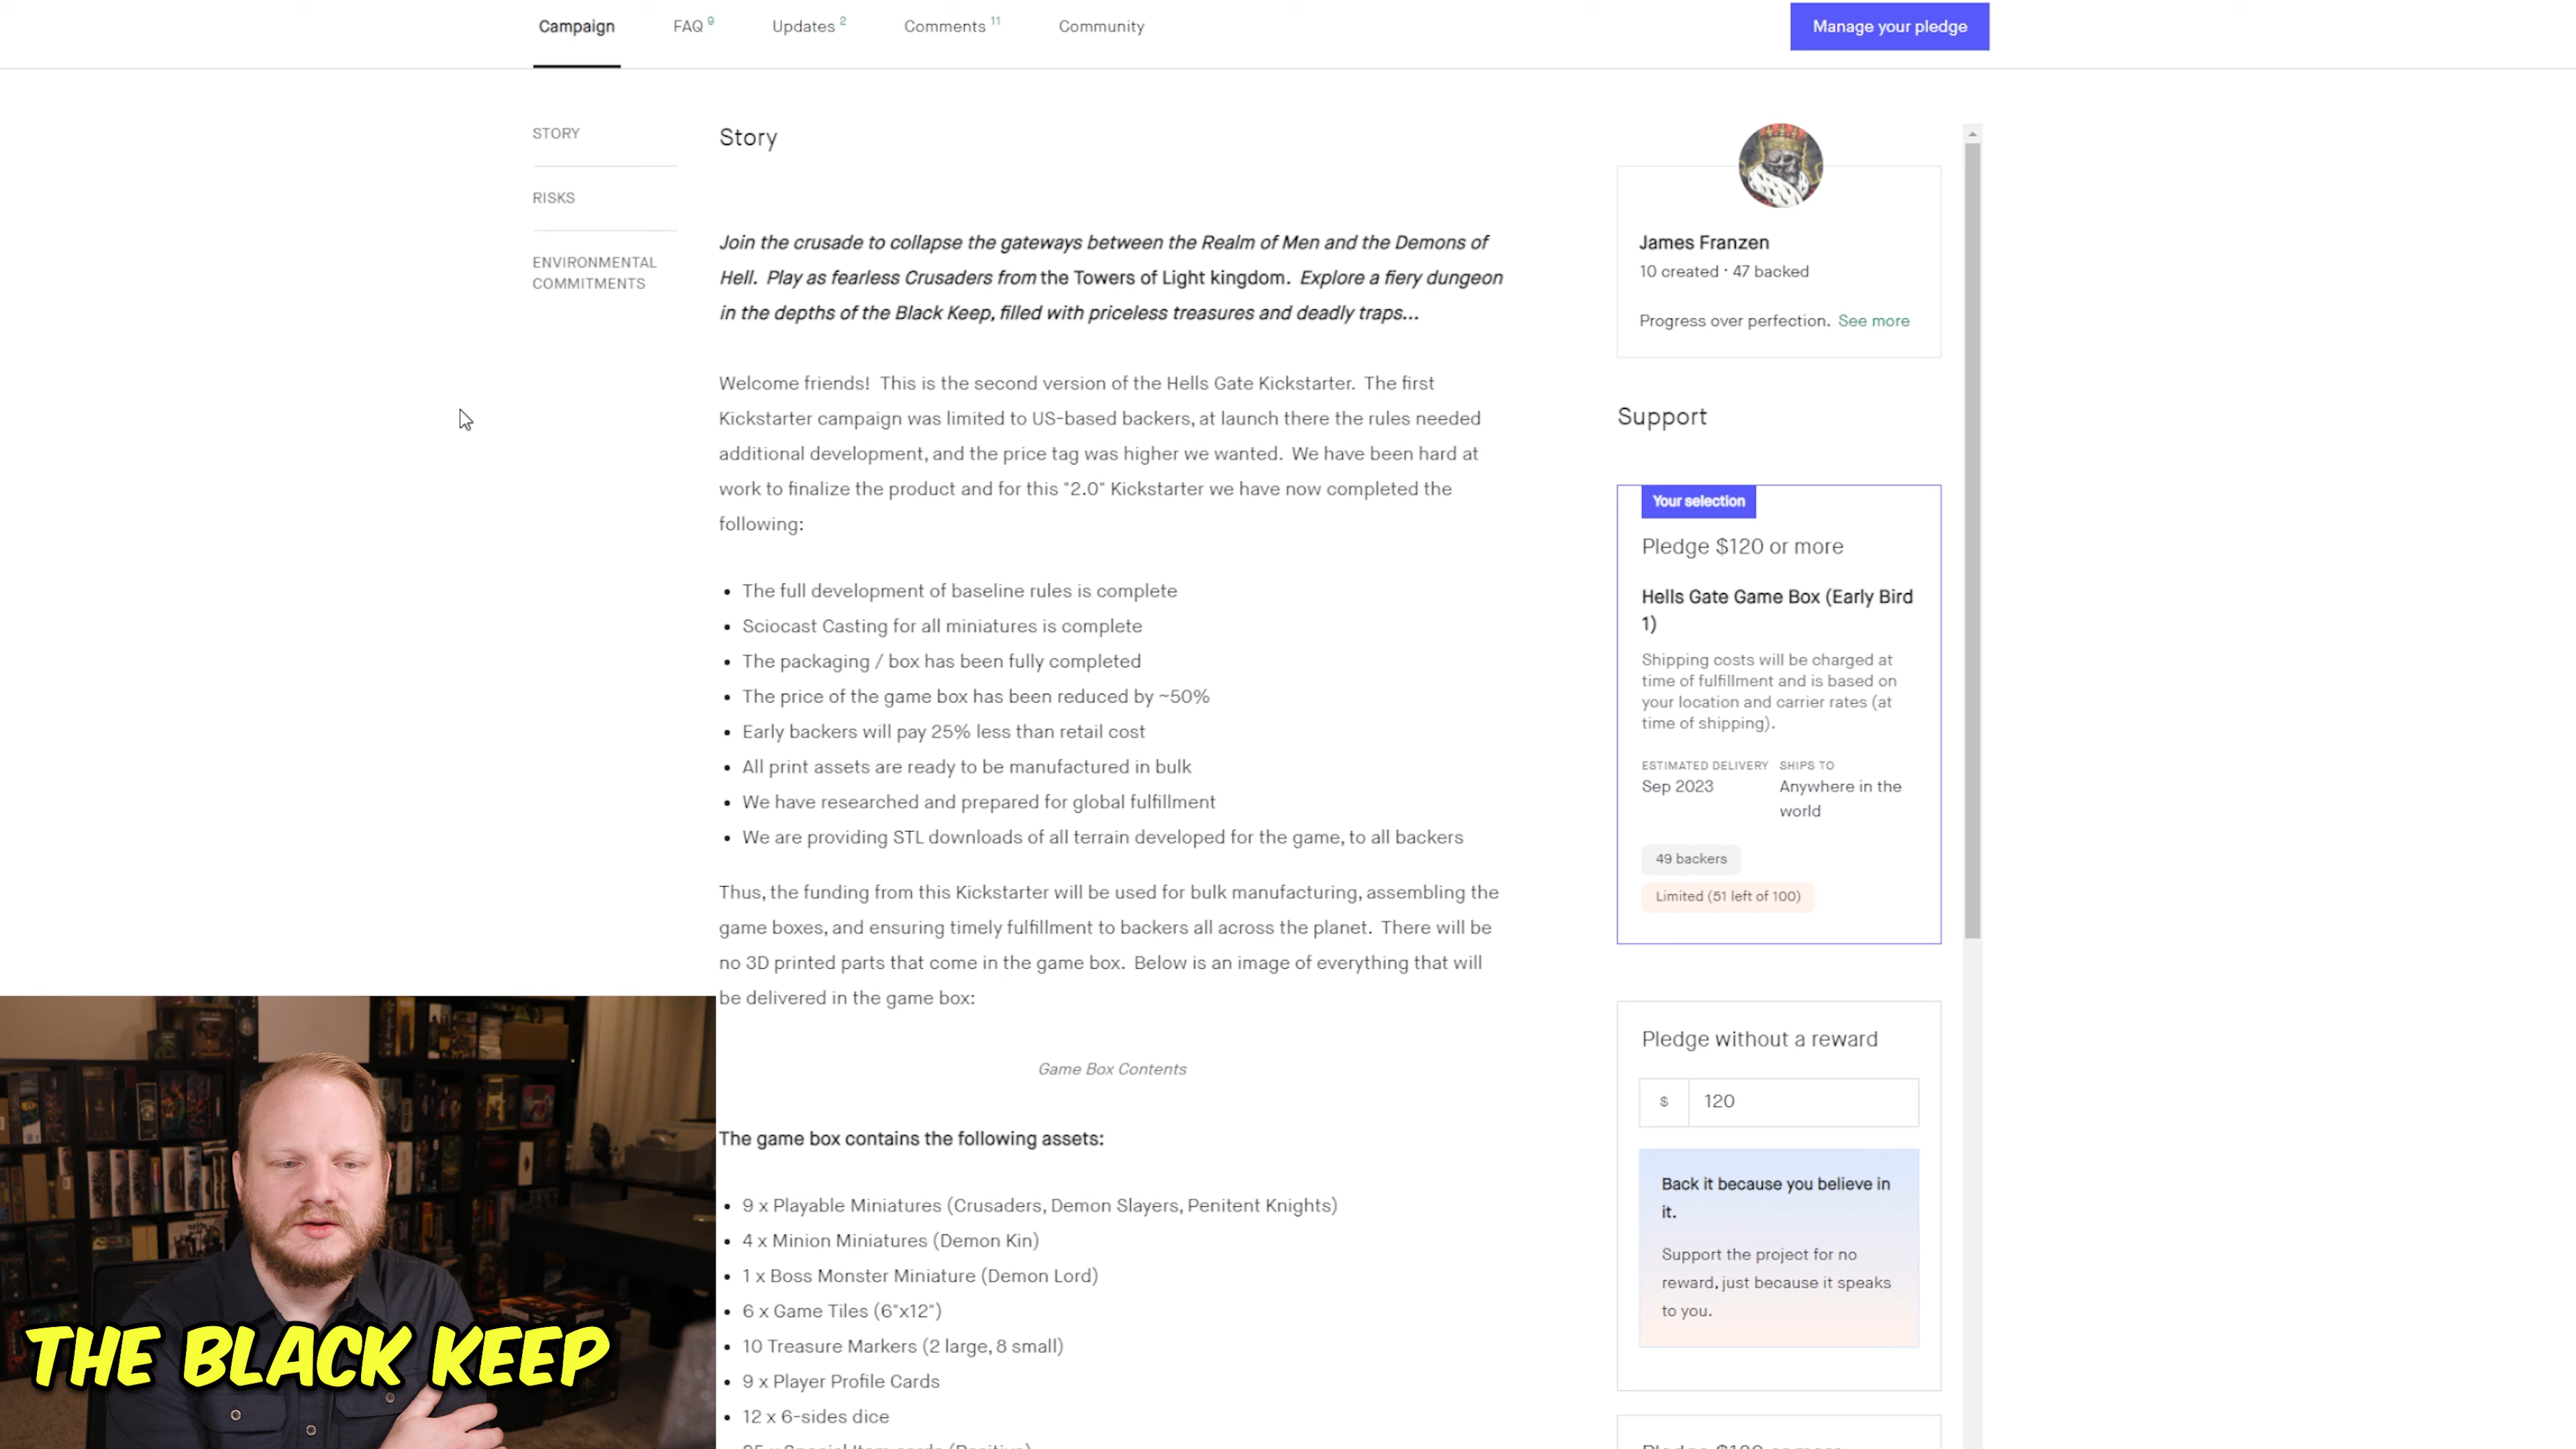 Campaign
FAQ 9
Updates 2
Comments 11
Community
Manage your pledge
STORY
RISKS
ENVIRONMENTAL
COMMITMENTS
Story
Join the crusade to collapse the gateways between the Realm of Men and the Demons of
Hell. Play as fearless Crusaders from the Towers of Light kingdom. Explore a fiery dungeon
in the depths of the Black Keep, filled with priceless treasures and deadly traps...
Welcome friends! This is the second version of the Hells Gate Kickstarter. The first
Kickstarter campaign was limited to US-based backers, at launch there the rules needed
additional development, and the price tag was higher we wanted. We have been hard at
work to finalize the product and for this "2.0" Kickstarter we have now completed the
following:
• The full development of baseline rules is complete
• Sciocast Casting for all miniatures is complete
• The packaging / box has been fully completed
• The price of the game box has been reduced by ~50%
• Early backers will pay 25% less than retail cost
• All print assets are ready to be manufactured in bulk
• We have researched and prepared for global fulfillment
• We are providing STL downloads of all terrain developed for the game, to all backers
Thus, the funding from this Kickstarter will be used for bulk manufacturing, assembling the
game boxes, and ensuring timely fulfillment to backers all across the planet. There will be
no 3D printed parts that come in the game box. Below is an image of everything that will
be delivered in the game box:
Game Box Contents
The game box contains the following assets:
• 9 x Playable Miniatures (Crusaders, Demon Slayers, Penitent Knights)
• 4 x Minion Miniatures (Demon Kin)
• 1 x Boss Monster Miniature (Demon Lord)
• 6 x Game Tiles (6"x12")
• 10 Treasure Markers (2 large, 8 small)
• 9 x Player Profile Cards
• 12 x 6-sides dice
James Franzen
10 created · 47 backed
Progress over perfection. See more
Support
Your selection
Pledge $120 or more
Hells Gate Game Box (Early Bird
1)
Shipping costs will be charged at
time of fulfillment and is based on
your location and carrier rates (at
time of shipping).
ESTIMATED DELIVERY SHIPS TO
Sep 2023 Anywhere in the
world
49 backers
Limited (51 left of 100)
Pledge without a reward
$ 120
Back it because you believe in
it.
Support the project for no
reward, just because it speaks
to you.
THE BLACK KEEP